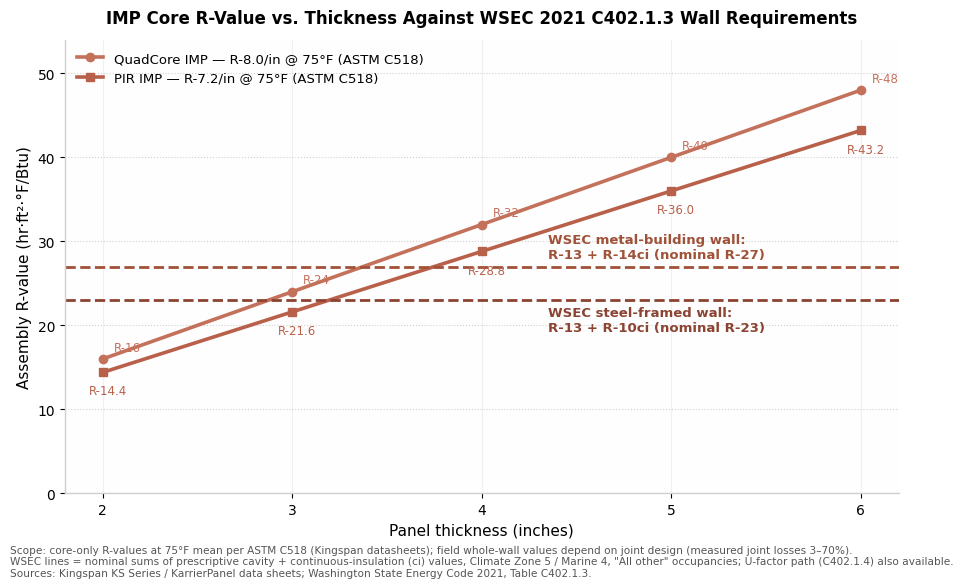 IMP Core R-Value vs. Thickness Against WSEC 2021 C402.1.3 Wall Requirements
QuadCore IMP — R-8.0/in @ 75°F (ASTM C518)
PIR IMP — R-7.2/in @ 75°F (ASTM C518)
Assembly R-value (hr·ft²·°F/Btu)
50
40
30
20
10
0
R-48
R-43.2
R-40
R-36.0
R-32
R-28.8
R-24
R-21.6
R-16
R-14.4
WSEC metal-building wall:
R-13 + R-14ci (nominal R-27)
WSEC steel-framed wall:
R-13 + R-10ci (nominal R-23)
2 3 4 5 6
Panel thickness (inches)
Scope: core-only R-values at 75°F mean per ASTM C518 (Kingspan datasheets); field whole-wall values depend on joint design (measured joint losses 3–70%).
WSEC lines = nominal sums of prescriptive cavity + continuous-insulation (ci) values, Climate Zone 5 / Marine 4, "All other" occupancies; U-factor path (C402.1.4) also available.
Sources: Kingspan KS Series / KarrierPanel data sheets; Washington State Energy Code 2021, Table C402.1.3.